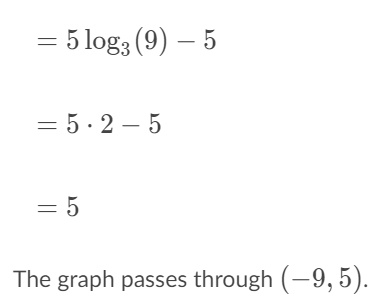 = 5 log₃(9) − 5
= 5 · 2 − 5
= 5
The graph passes through (−9, 5).